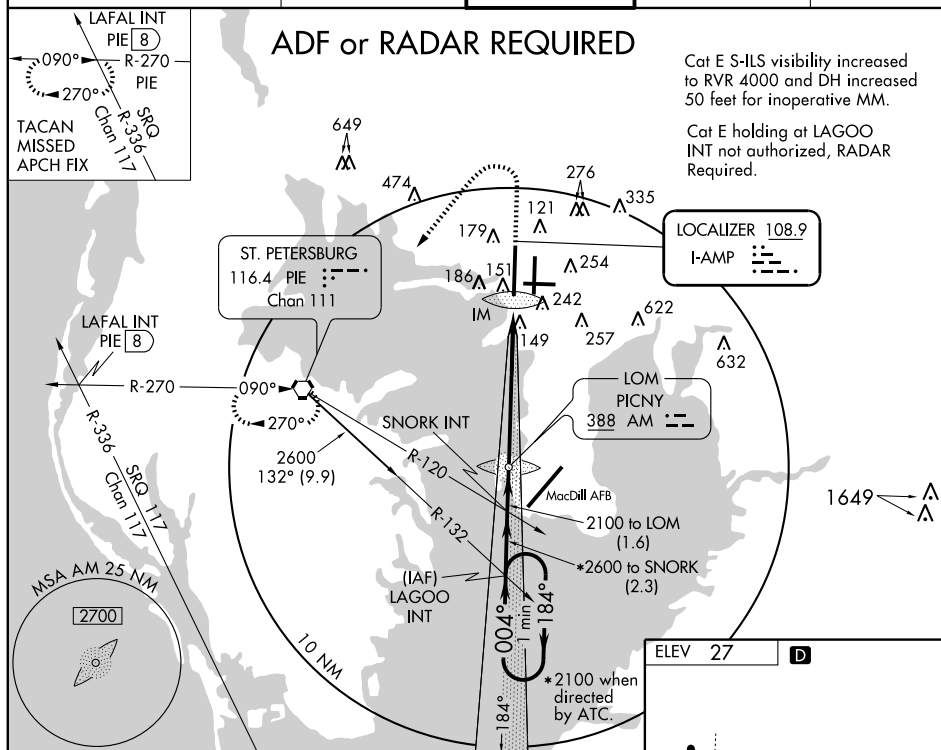 LAFAL INT
PIE 8
090°
R-270
PIE
270°
SRQ
R-336
Chan 117
TACAN
MISSED
APCH FIX
ADF or RADAR REQUIRED
Cat E S-ILS visibility increased
to RVR 4000 and DH increased
50 feet for inoperative MM.
Cat E holding at LAGOO
INT not authorized, RADAR
Required.
649
474
276
335
121
179
LOCALIZER 108.9
I-AMP
ST. PETERSBURG
116.4 PIE
Chan 111
186
151
254
242
IM
149
257
622
632
LAFAL INT
PIE 8
R-270
090°
270°
LOM
PICNY
388 AM
SNORK INT
2600
132° (9.9)
R-120
R-132
R-336
SRQ 117
Chan 117
MacDill AFB
1649
2100 to LOM
(1.6)
*2600 to SNORK
(2.3)
(IAF)
LAGOO
INT
004°
1 min
184°
MSA AM 25 NM
2700
10 NM
*2100 when
directed
by ATC.
184°
ELEV 27
D